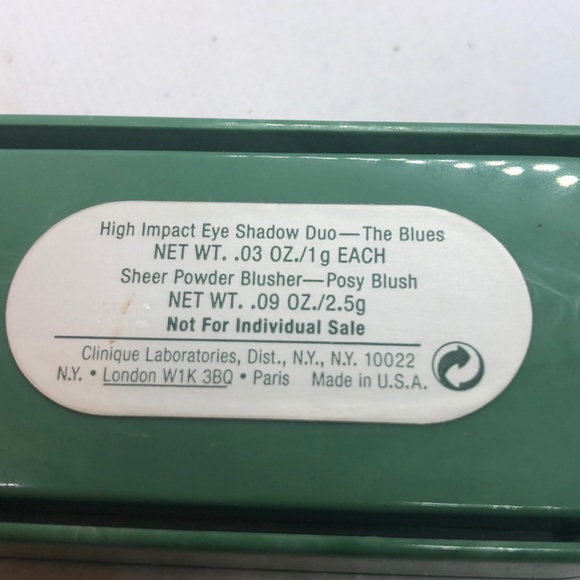 High Impact Eye Shadow Duo—The Blues
NET WT. .03 OZ./1g EACH
Sheer Powder Blusher—Posy Blush
NET WT. .09 OZ./2.5g
Not For Individual Sale
Clinique Laboratories, Dist., N.Y., N.Y. 10022
N.Y. • London W1K 3BQ • Paris Made in U.S.A.